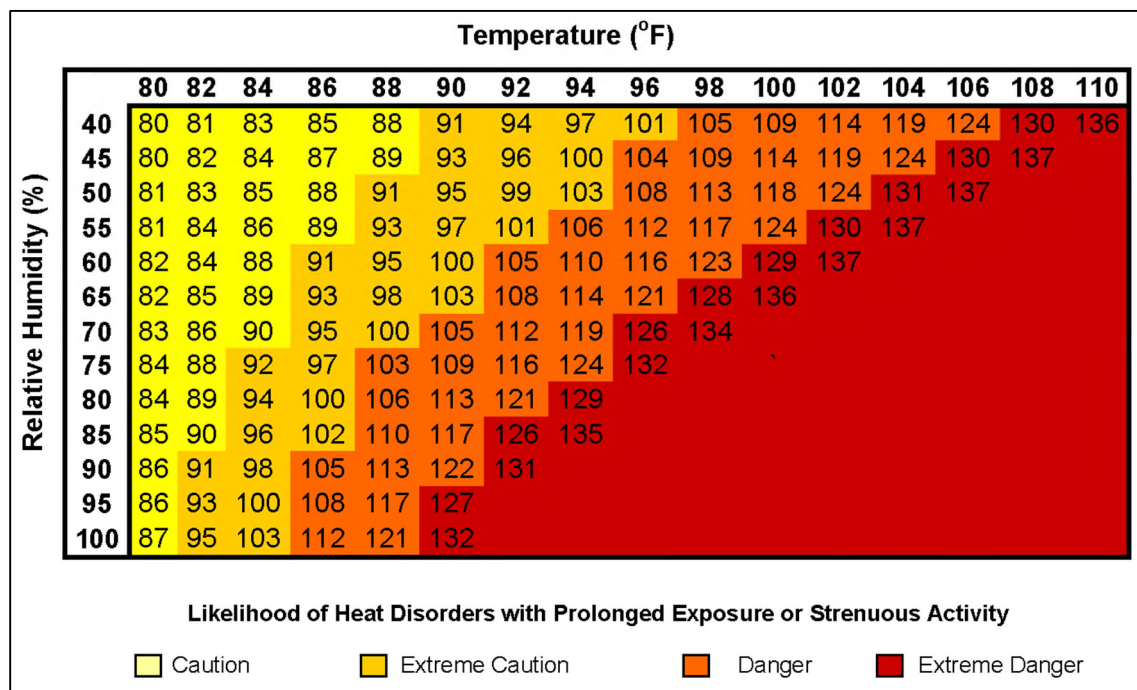 Temperature (°F)
80 82 84 86 88 90 92 94 96 98 100 102 104 106 108 110
Relative Humidity (%)
40 80 81 83 85 88 91 94 97 101 105 109 114 119 124 130 136
45 80 82 84 87 89 93 96 100 104 109 114 119 124 130 137
50 81 83 85 88 91 95 99 103 108 113 118 124 131 137
55 81 84 86 89 93 97 101 106 112 117 124 130 137
60 82 84 88 91 95 100 105 110 116 123 129 137
65 82 85 89 93 98 103 108 114 121 128 136
70 83 86 90 95 100 105 112 119 126 134
75 84 88 92 97 103 109 116 124 132 `
80 84 89 94 100 106 113 121 129
85 85 90 96 102 110 117 126 135
90 86 91 98 105 113 122 131
95 86 93 100 108 117 127
100 87 95 103 112 121 132
Likelihood of Heat Disorders with Prolonged Exposure or Strenuous Activity
Caution Extreme Caution Danger Extreme Danger